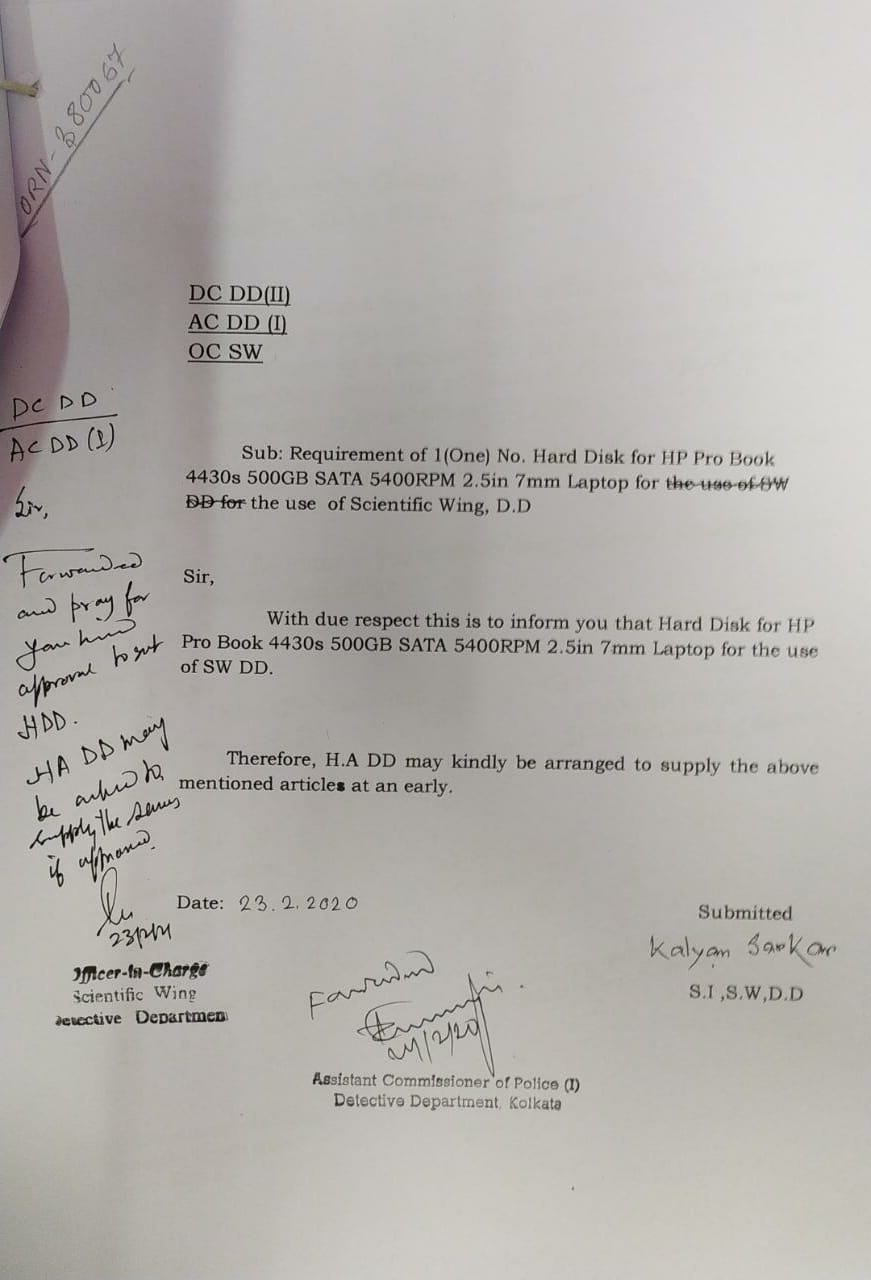 ORN-380067
DC DD(II)
AC DD (I)
OC SW
DC DD
AC DD (I)
Sir,
Forwarded
and pray for
your kind
approval to get
HDD.
HA DD may
be asked to
supply the same
if approved.
23/2/20
Officer-In-Charge
Scientific Wing
Detective Departmen
Sub: Requirement of 1(One) No. Hard Disk for HP Pro Book
4430s 500GB SATA 5400RPM 2.5in 7mm Laptop for the use of SW
DD for the use of Scientific Wing, D.D
Sir,
With due respect this is to inform you that Hard Disk for HP
Pro Book 4430s 500GB SATA 5400RPM 2.5in 7mm Laptop for the use
of SW DD.
Therefore, H.A DD may kindly be arranged to supply the above
mentioned articles at an early.
Date: 23.2.2020
Submitted
Kalyan Sarkar
S.I ,S.W,D.D
Forwarded
24/2/20
Assistant Commissioner of Police (I)
Detective Department, Kolkata